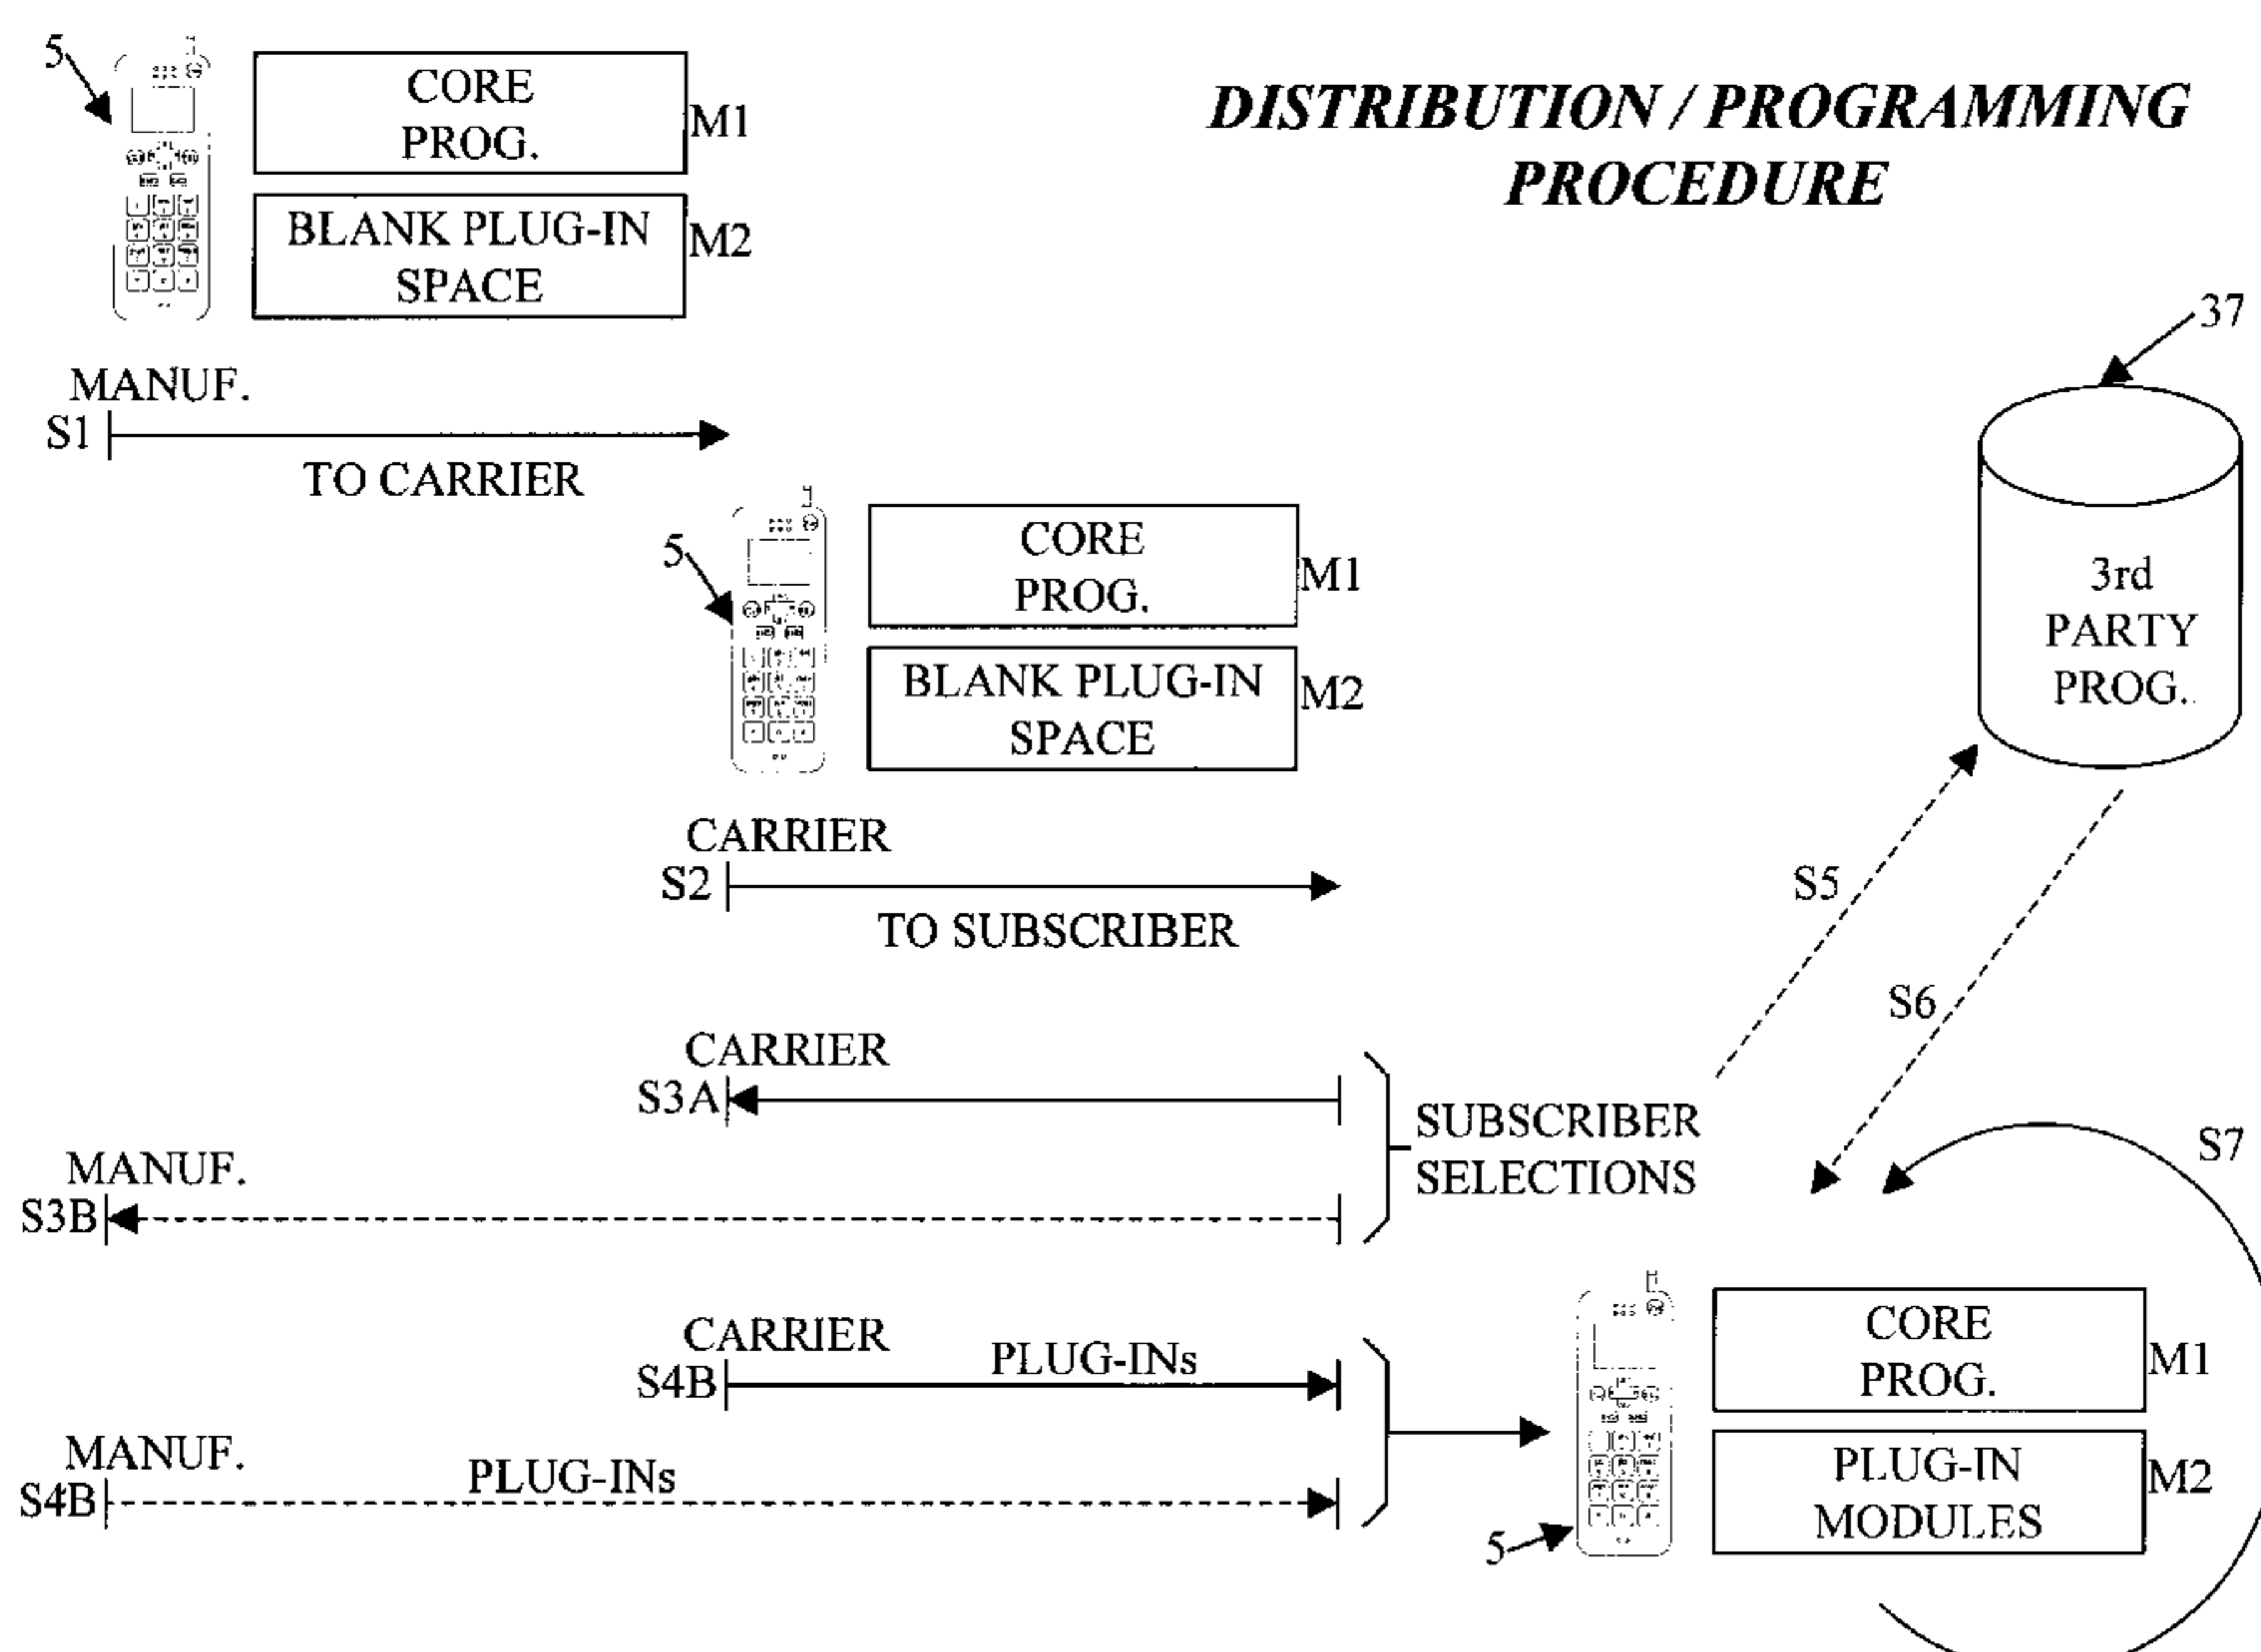 DISTRIBUTION / PROGRAMMING
PROCEDURE
5
CORE
PROG.
M1
BLANK PLUG-IN
SPACE
M2
MANUF.
S1
TO CARRIER
37
3rd
PARTY
PROG.
5
CORE
PROG.
M1
BLANK PLUG-IN
SPACE
M2
CARRIER
S2
TO SUBSCRIBER
S5
S6
CARRIER
S3A
MANUF.
S3B
SUBSCRIBER
SELECTIONS
S7
CARRIER
S4B
PLUG-INs
MANUF.
S4B
PLUG-INs
5
CORE
PROG.
M1
PLUG-IN
MODULES
M2